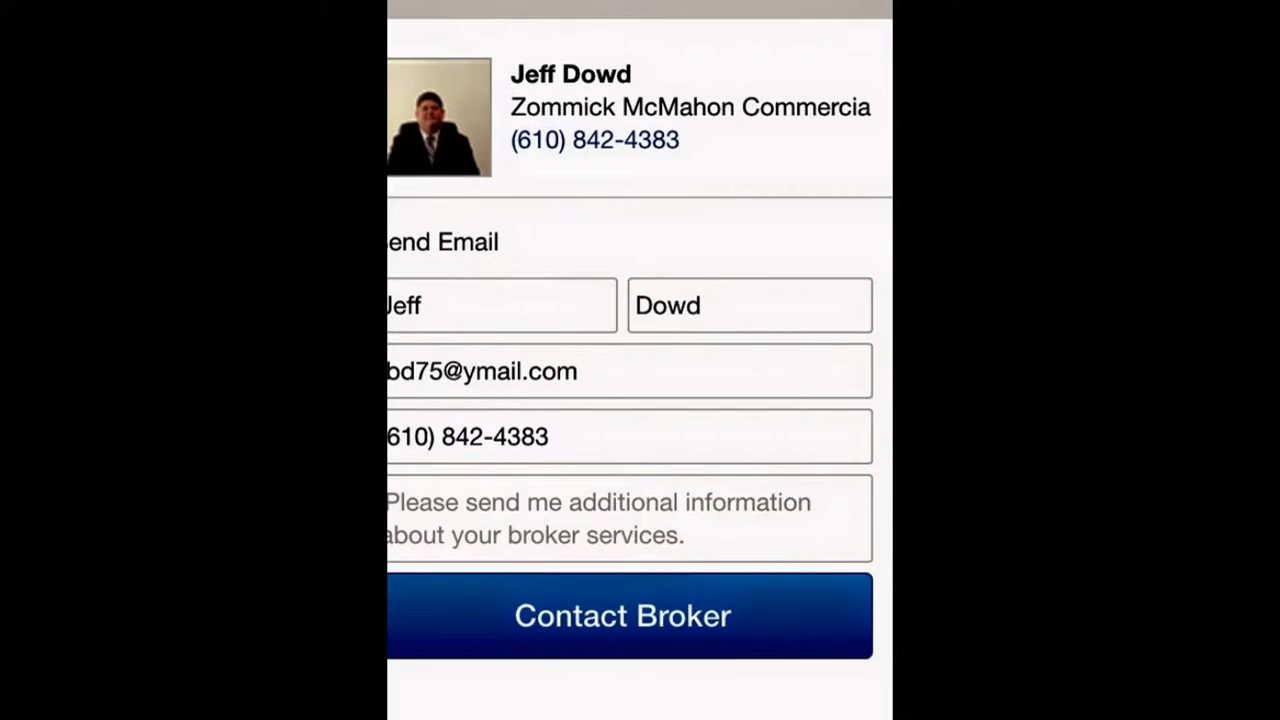 Jeff Dowd
Zommick McMahon Commercia
(610) 842-4383
end Email
Jeff
Dowd
bd75@ymail.com
610) 842-4383
Please send me additional information
about your broker services.
Contact Broker